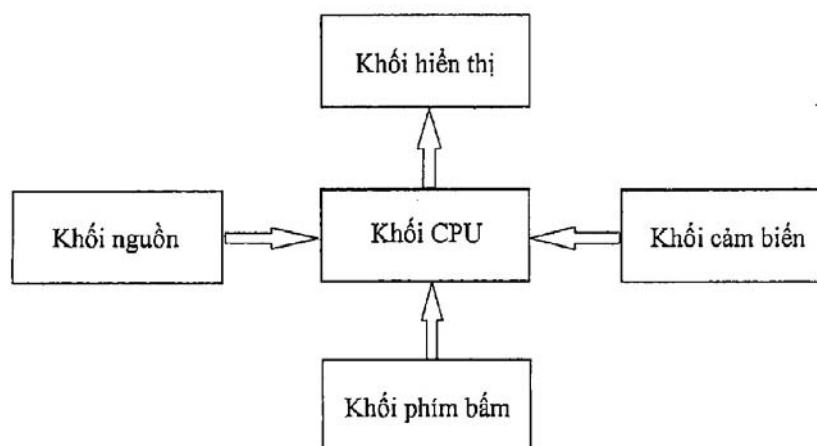 Khối hiển thị
Khối nguồn
Khối CPU
Khối cảm biến
Khối phím bấm